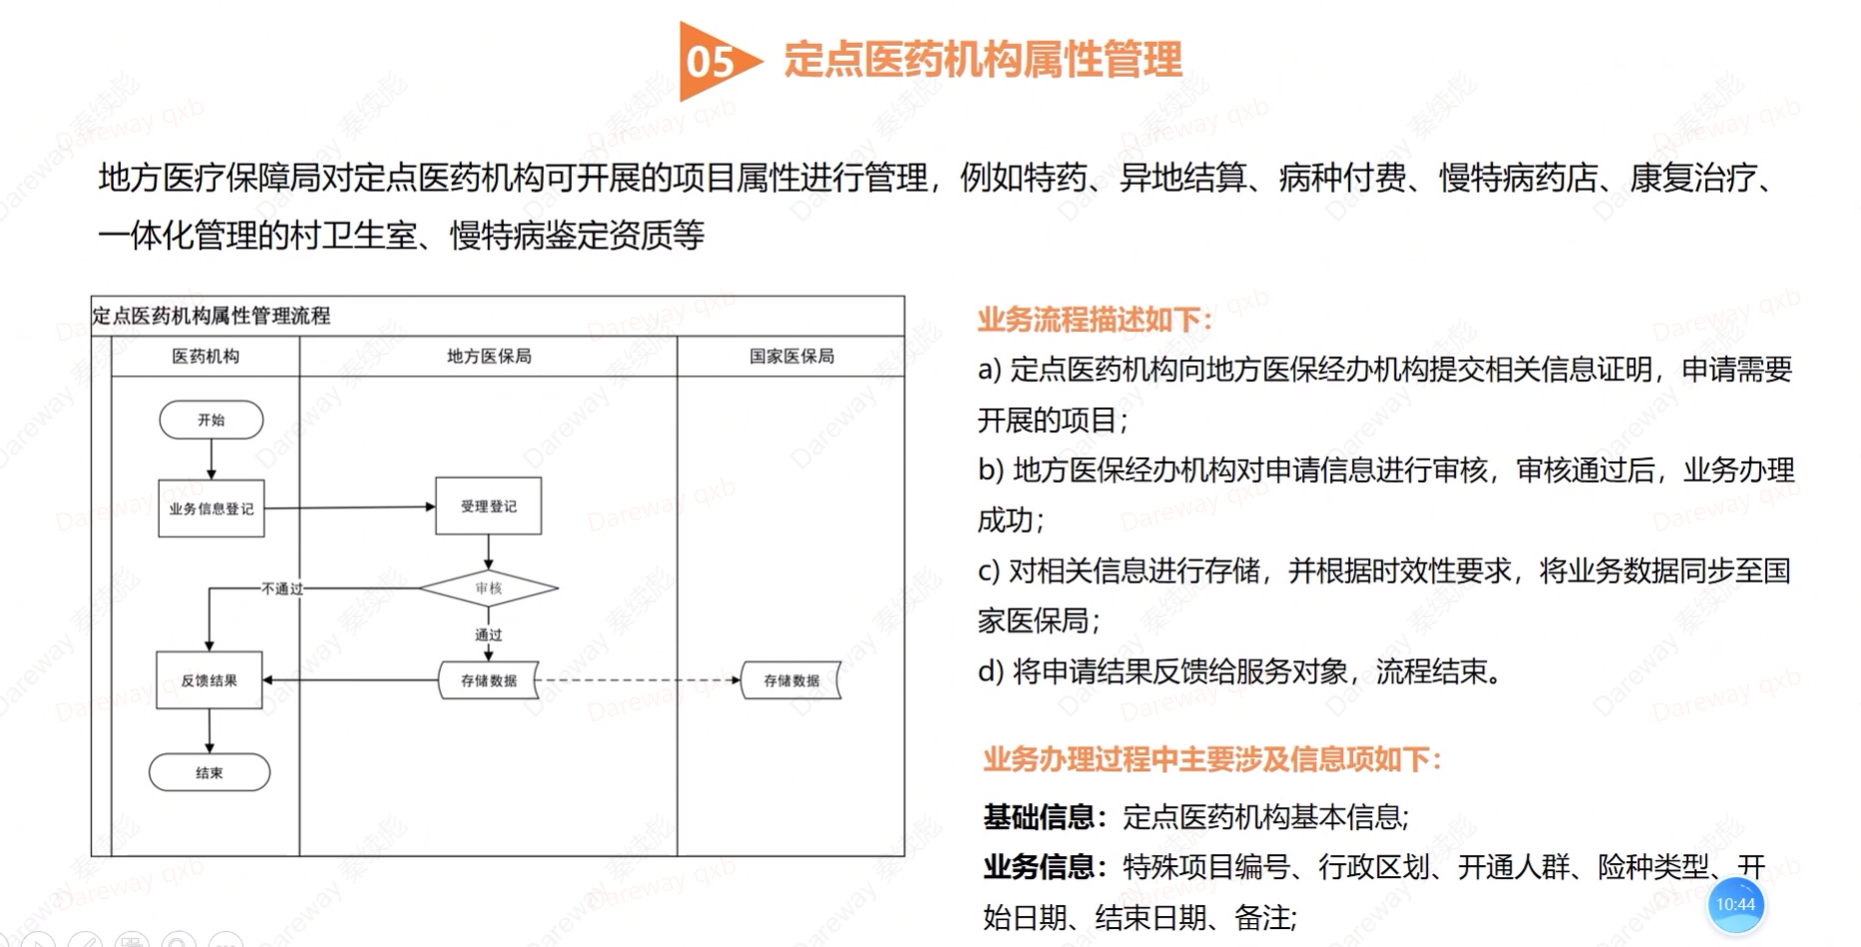 05 定点医药机构属性管理
地方医疗保障局对定点医药机构可开展的项目属性进行管理，例如特药、异地结算、病种付费、慢特病药店、康复治疗、
一体化管理的村卫生室、慢特病鉴定资质等
定点医药机构属性管理流程
医药机构
地方医保局
国家医保局
开始
业务信息登记
受理登记
不通过
审核
通过
反馈结果
存储数据
存储数据
结束
业务流程描述如下：
a) 定点医药机构向地方医保经办机构提交相关信息证明，申请需要
开展的项目；
b) 地方医保经办机构对申请信息进行审核，审核通过后，业务办理
成功；
c) 对相关信息进行存储，并根据时效性要求，将业务数据同步至国
家医保局；
d) 将申请结果反馈给服务对象，流程结束。
业务办理过程中主要涉及信息项如下：
基础信息：定点医药机构基本信息;
业务信息：特殊项目编号、行政区划、开通人群、险种类型、开
始日期、结束日期、备注;
10:44
Dareway 秦续彪
Dareway qxb